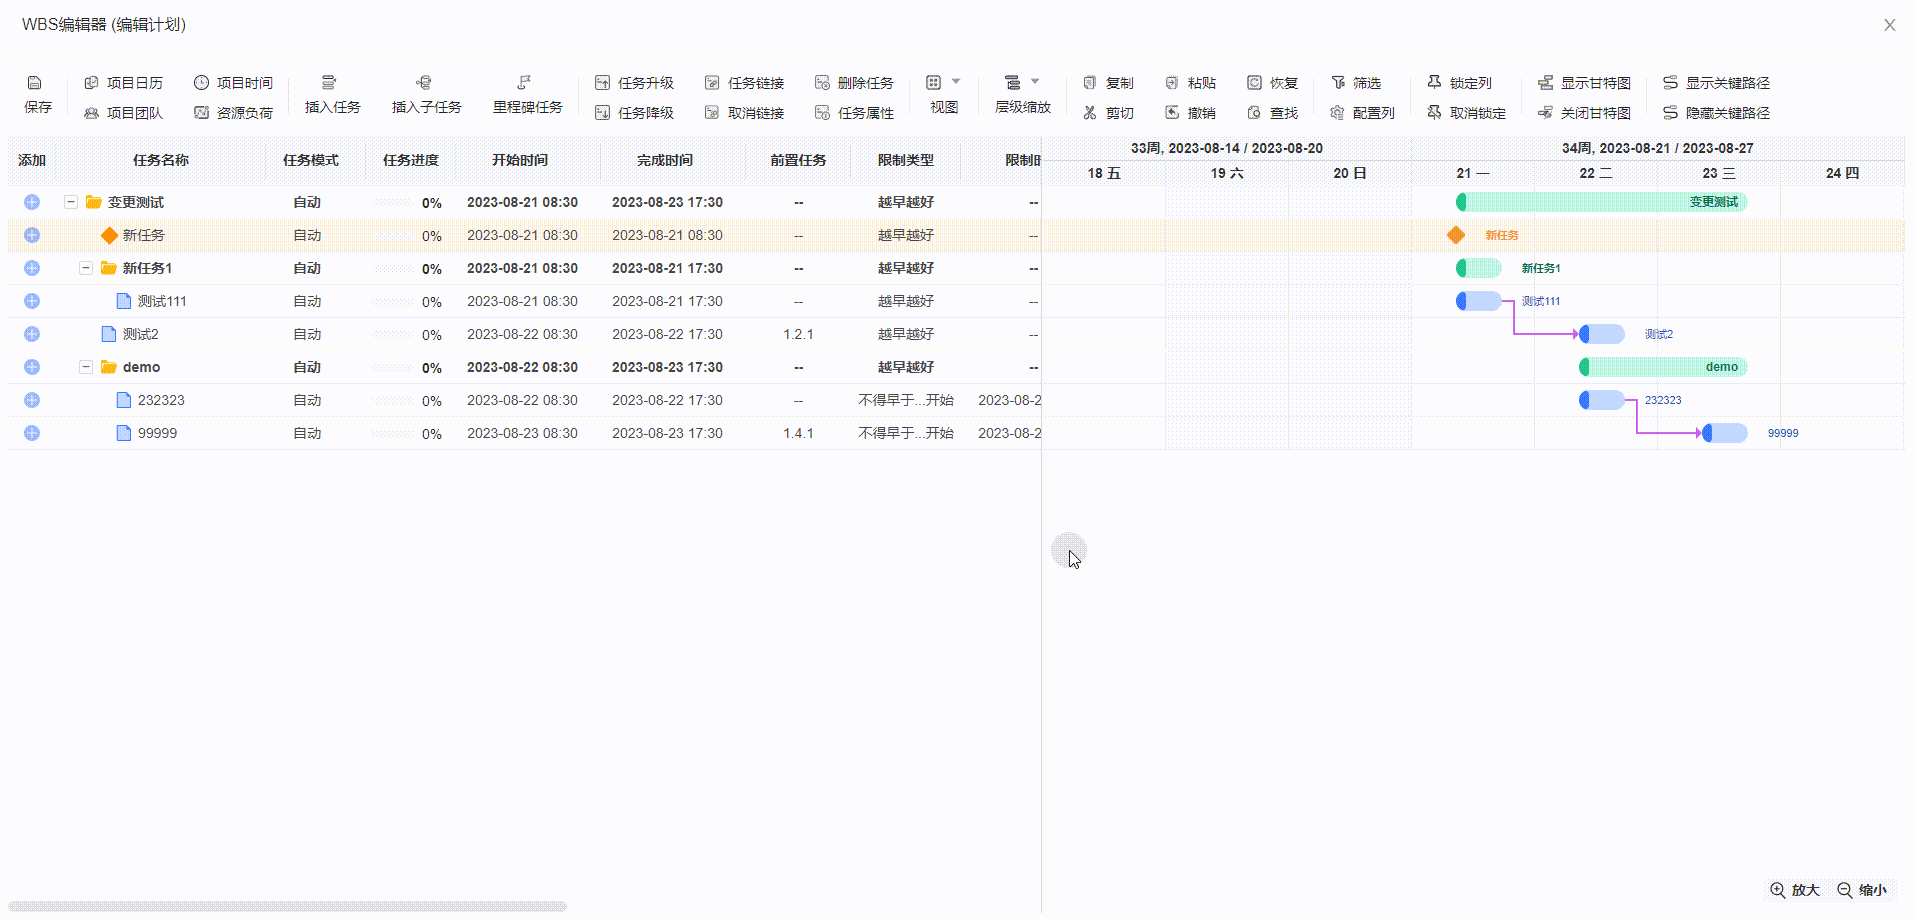 WBS编辑器 (编辑计划)
X
保存
项目日历
项目时间
项目团队
资源负荷
插入任务
插入子任务
里程碑任务
任务升级
任务链接
删除任务
任务降级
取消链接
任务属性
视图
层级缩放
复制
粘贴
恢复
剪切
撤销
查找
筛选
配置列
锁定列
取消锁定
显示甘特图
关闭甘特图
显示关键路径
隐藏关键路径
添加 任务名称 任务模式 任务进度 开始时间 完成时间 前置任务 限制类型
33周, 2023-08-14 / 2023-08-20 34周, 2023-08-21 / 2023-08-27
18 五 19 六 20 日 21 一 22 二 23 三 24 四
变更测试 自动 0% 2023-08-21 08:30 2023-08-23 17:30 -- 越早越好 -- 变更测试
新任务 自动 0% 2023-08-21 08:30 2023-08-21 08:30 -- 越早越好 -- 新任务
新任务1 自动 0% 2023-08-21 08:30 2023-08-21 17:30 -- 越早越好 -- 新任务1
测试111 自动 0% 2023-08-21 08:30 2023-08-21 17:30 -- 越早越好 -- 测试111
测试2 自动 0% 2023-08-22 08:30 2023-08-22 17:30 1.2.1 越早越好 -- 测试2
demo 自动 0% 2023-08-22 08:30 2023-08-23 17:30 -- 越早越好 -- demo
232323 自动 0% 2023-08-22 08:30 2023-08-22 17:30 -- 不得早于...开始 2023-08-2 232323
99999 自动 0% 2023-08-23 08:30 2023-08-23 17:30 1.4.1 不得早于...开始 2023-08-2 99999
放大 缩小